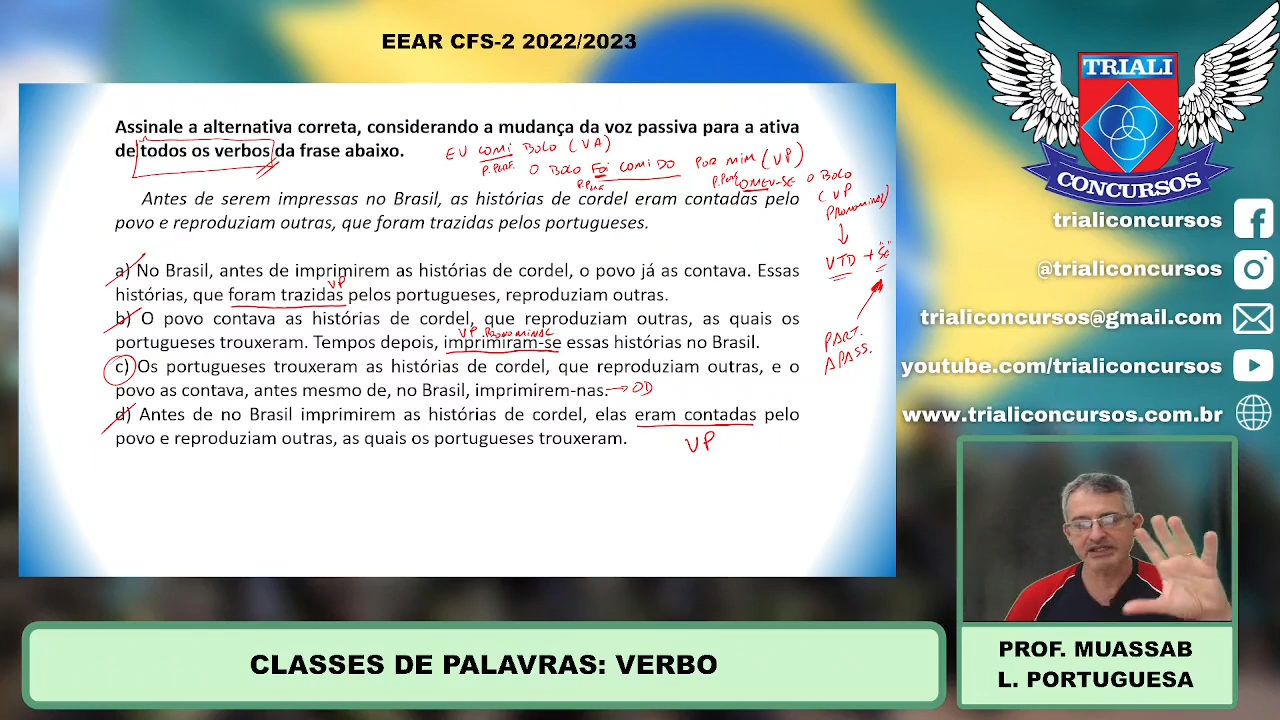 EEAR CFS-2 2022/2023
TRIALI
CONCURSOS
Assinale a alternativa correta, considerando a mudança da voz passiva para a ativa
de todos os verbos da frase abaixo.
EU COMI BOLO (VA)
P.PERF.
O BOLO FOI COMIDO POR MIM (VP)
P.PERF
P.PERF
COMEU-SE O BOLO
(VP
PRONOMINAL)
VTD + "SE"
PART.
APASS.
Antes de serem impressas no Brasil, as histórias de cordel eram contadas pelo
povo e reproduziam outras, que foram trazidas pelos portugueses.
a) No Brasil, antes de imprimirem as histórias de cordel, o povo já as contava. Essas
VP
histórias, que foram trazidas pelos portugueses, reproduziam outras.
b) O povo contava as histórias de cordel, que reproduziam outras, as quais os
VP PRONOMINAL
portugueses trouxeram. Tempos depois, imprimiram-se essas histórias no Brasil.
c) Os portugueses trouxeram as histórias de cordel, que reproduziam outras, e o
povo as contava, antes mesmo de, no Brasil, imprimirem-nas. → OD
d) Antes de no Brasil imprimirem as histórias de cordel, elas eram contadas pelo
povo e reproduziam outras, as quais os portugueses trouxeram.
VP
trialiconcursos
@trialiconcursos
trialiconcursos@gmail.com
youtube.com/trialiconcursos
www.trialiconcursos.com.br
CLASSES DE PALAVRAS: VERBO
PROF. MUASSAB
L. PORTUGUESA